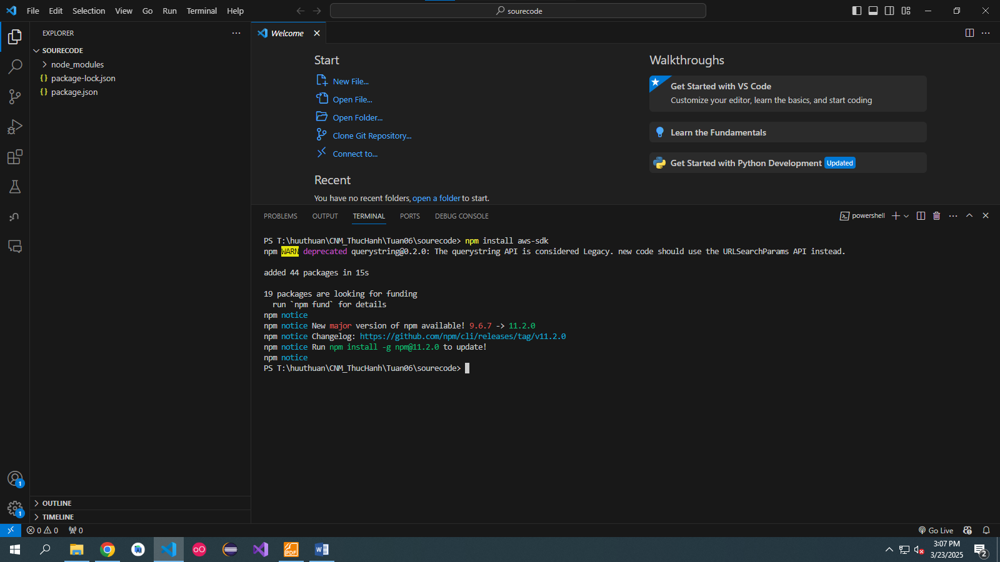 File Edit Selection View Go Run Terminal Help
sourecode
EXPLORER
SOURECODE
node_modules
package-lock.json
package.json
OUTLINE
TIMELINE
Welcome
Start
New File...
Open File...
Open Folder...
Clone Git Repository...
Connect to...
Recent
You have no recent folders, open a folder to start.
Walkthroughs
Get Started with VS Code
Customize your editor, learn the basics, and start coding
Learn the Fundamentals
Get Started with Python Development Updated
PROBLEMS OUTPUT TERMINAL PORTS DEBUG CONSOLE
powershell
PS T:\huuthuan\CNM_ThucHanh\Tuan06\sourecode> npm install aws-sdk
npm WARN deprecated querystring@0.2.0: The querystring API is considered Legacy. new code should use the URLSearchParams API instead.
added 44 packages in 15s
19 packages are looking for funding
run `npm fund` for details
npm notice
npm notice New major version of npm available! 9.6.7 -> 11.2.0
npm notice Changelog: https://github.com/npm/cli/releases/tag/v11.2.0
npm notice Run npm install -g npm@11.2.0 to update!
npm notice
PS T:\huuthuan\CNM_ThucHanh\Tuan06\sourecode>
1
1
0 0 0
Go Live
PDF
W
3:07 PM
3/23/2025
2